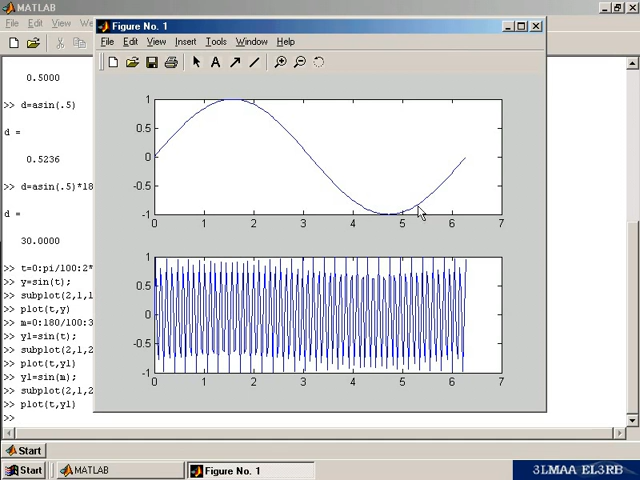 MATLAB
File Edit View
Figure No. 1
File Edit View Insert Tools Window Help
0.5000
>> d=asin(.5)
d =
0.5236
>> d=asin(.5)*18
d =
30.0000
>> t=0:pi/100:2*
>> y=sin(t);
>> subplot(2,1,1
>> plot(t,y)
>> m=0:180/100:3
>> y1=sin(t);
>> subplot(2,1,2
>> plot(t,y1)
>> y1=sin(m);
>> subplot(2,1,2
>> plot(t,y1)
>>
1
0.5
0
-0.5
-1
0 1 2 3 4 5 6 7
1
0.5
0
-0.5
-1
0 1 2 3 4 5 6 7
Start
Start MATLAB Figure No. 1 3LMAA EL3RB